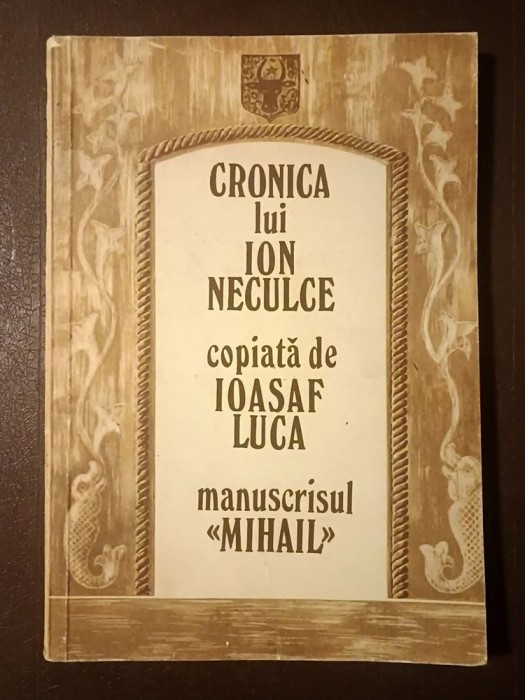 CRONICA
lui
ION
NECULCE
copiată de
IOASAF
LUCA
manuscrisul
«MIHAIL»